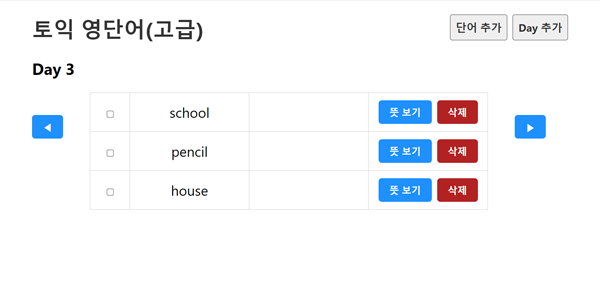 토익 영단어(고급)
단어 추가 Day 추가
Day 3
◀ school 뜻 보기 삭제 ▶
pencil 뜻 보기 삭제
house 뜻 보기 삭제